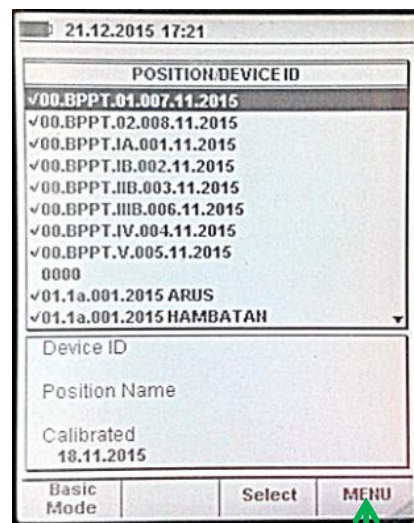 21.12.2015 17:21
POSITION/DEVICE ID
√00.BPPT.01.007.11.2015
√00.BPPT.02.008.11.2015
√00.BPPT.IA.001.11.2015
√00.BPPT.IB.002.11.2015
√00.BPPT.IIB.003.11.2015
√00.BPPT.IIIB.006.11.2015
√00.BPPT.IV.004.11.2015
√00.BPPT.V.005.11.2015
0000
√01.1a.001.2015 ARUS
√01.1a.001.2015 HAMBATAN
Device ID
Position Name
Calibrated
18.11.2015
Basic Mode
Select
MENU